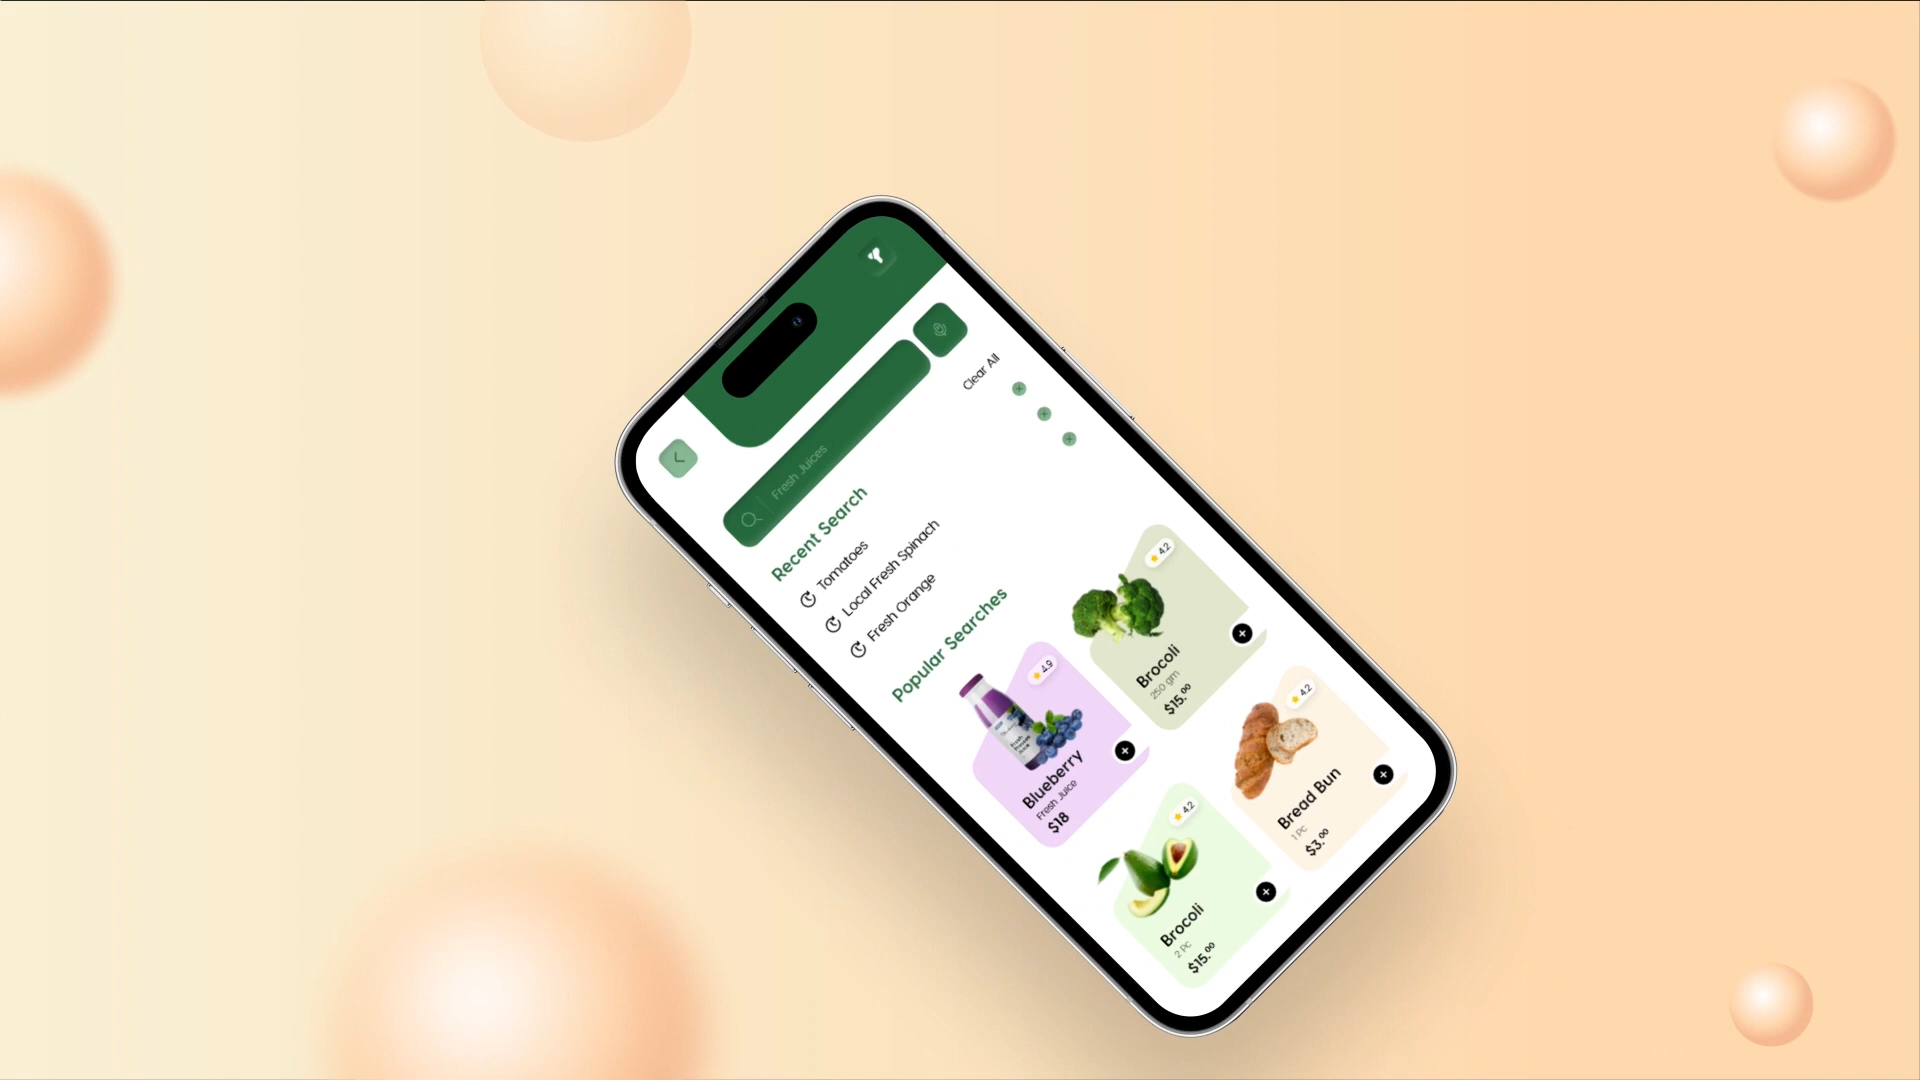 Fresh Juices
Recent Search
Clear All
Tomatoes
Local Fresh Spinach
Fresh Orange
Popular Searches
4.9
Blueberry
Fresh Juice
$18
4.2
Brocoli
250 gm
$15.00
4.2
Brocoli
2 Pc
$15.00
4.2
Bread Bun
1 Pc
$3.00